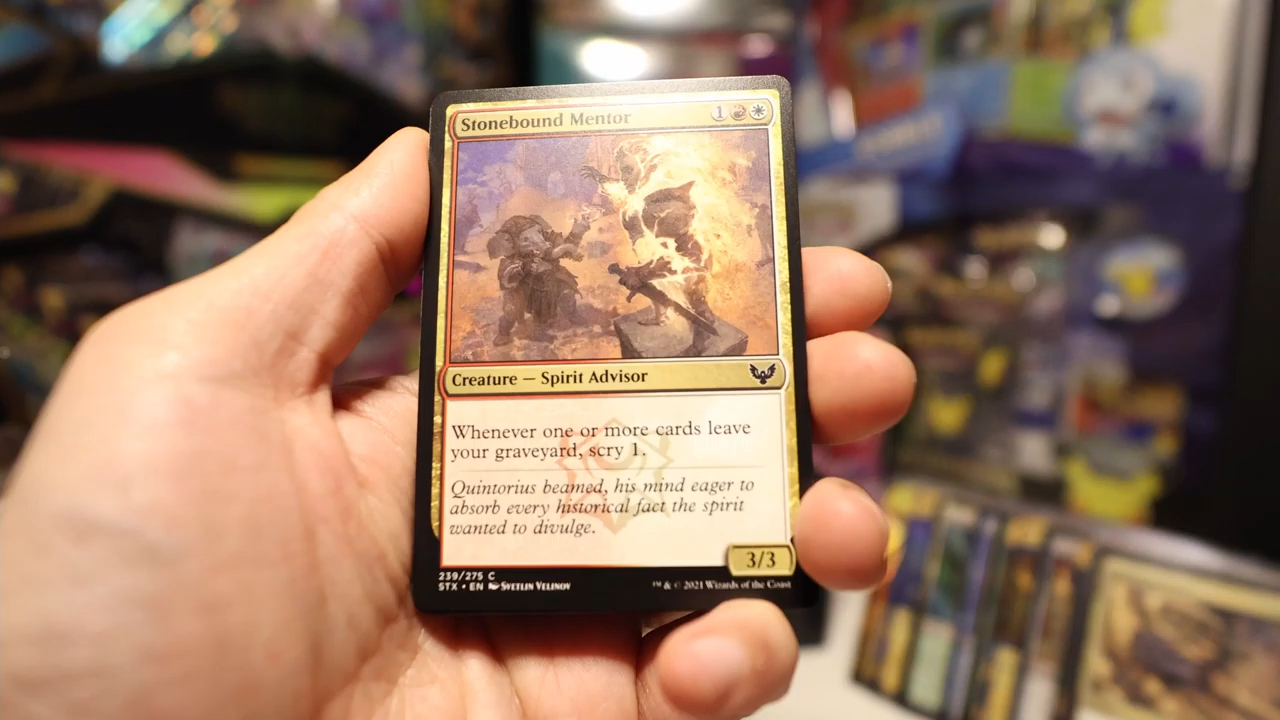 Stonebound Mentor 1
Creature — Spirit Advisor
Whenever one or more cards leave
your graveyard, scry 1.
Quintorius beamed, his mind eager to
absorb every historical fact the spirit
wanted to divulge.
3/3
239/275 C
STX • EN SVETLIN VELINOV
™ & © 2021 Wizards of the Coast